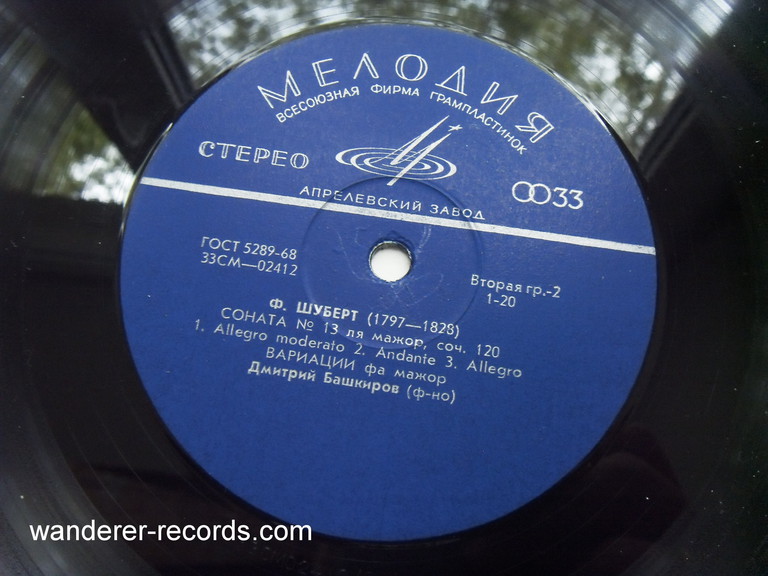 МЕЛОДИЯ
ВСЕСОЮЗНАЯ ФИРМА ГРАМПЛАСТИНОК
СТЕРЕО
33
АПРЕЛЕВСКИЙ ЗАВОД
ГОСТ 5289-68
33СМ—02412
Вторая гр.-2
1-20
Ф. ШУБЕРТ (1797—1828)
СОНАТА № 13 ля мажор, соч. 120
1. Allegro moderato 2. Andante 3. Allegro
ВАРИАЦИИ фа мажор
Дмитрий Башкиров (ф-но)
wanderer-records.com